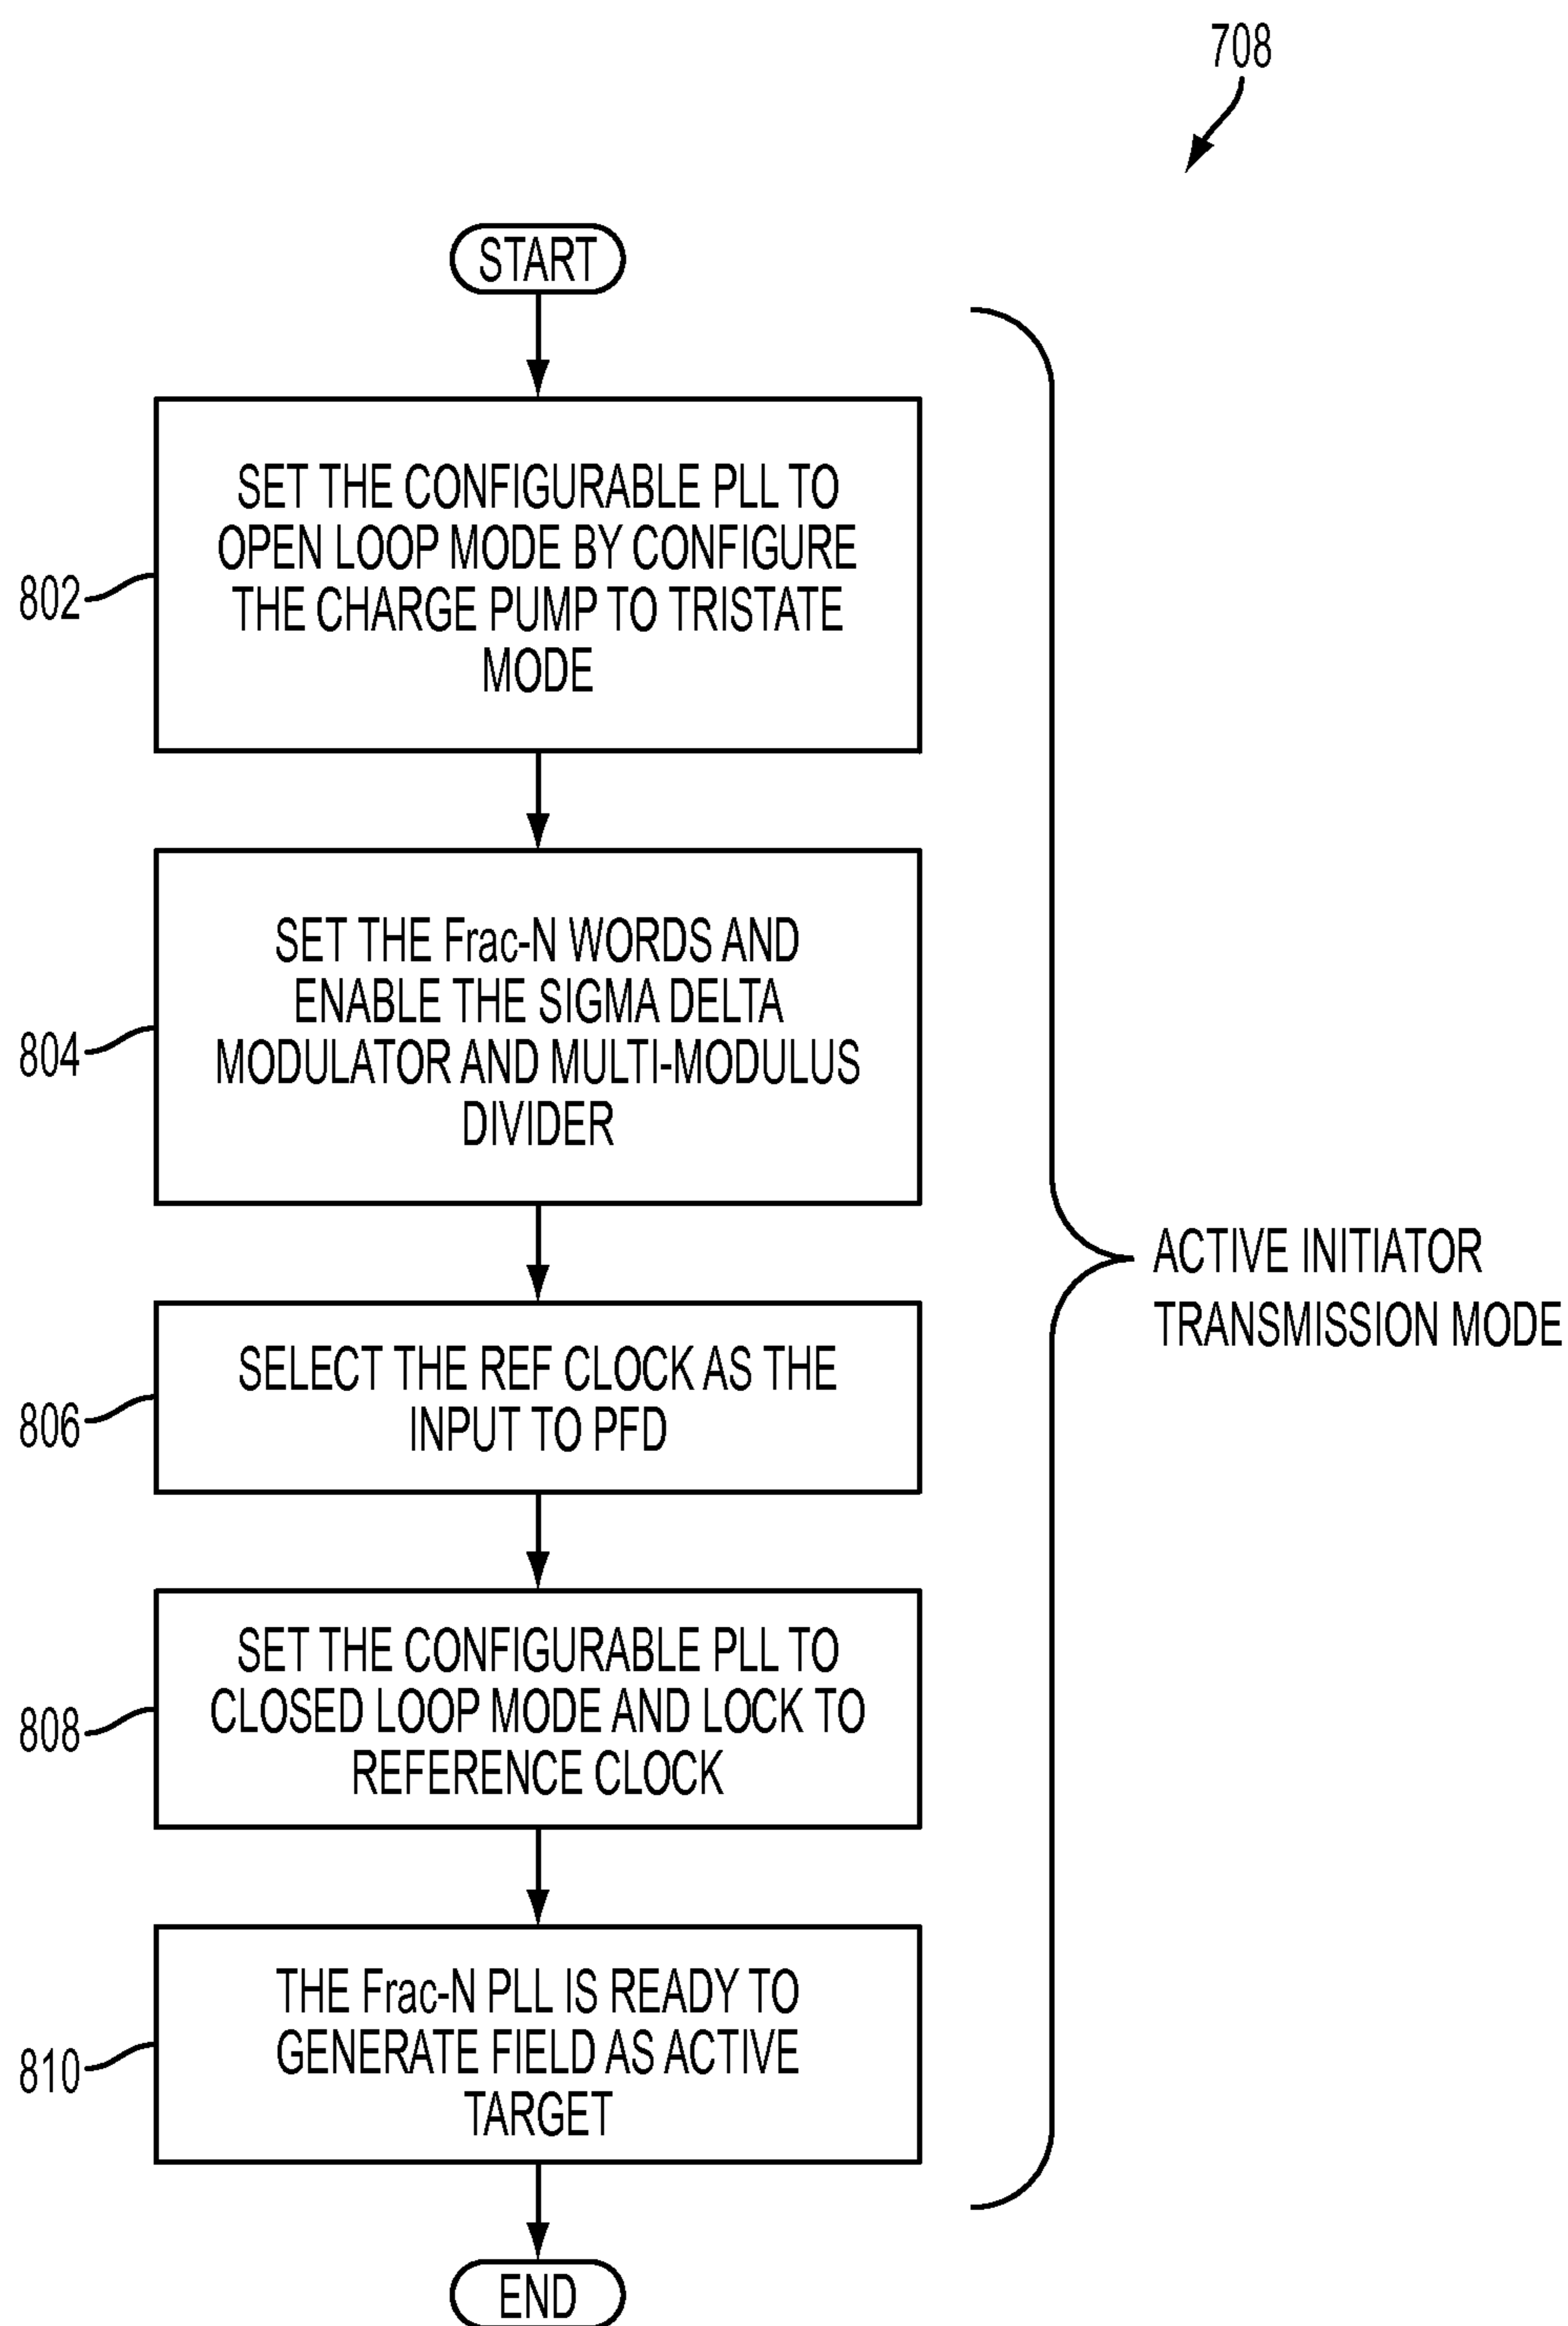 708
START
802
SET THE CONFIGURABLE PLL TO
OPEN LOOP MODE BY CONFIGURE
THE CHARGE PUMP TO TRISTATE
MODE
804
SET THE Frac-N WORDS AND
ENABLE THE SIGMA DELTA
MODULATOR AND MULTI-MODULUS
DIVIDER
806
SELECT THE REF CLOCK AS THE
INPUT TO PFD
808
SET THE CONFIGURABLE PLL TO
CLOSED LOOP MODE AND LOCK TO
REFERENCE CLOCK
810
THE Frac-N PLL IS READY TO
GENERATE FIELD AS ACTIVE
TARGET
END
ACTIVE INITIATOR
TRANSMISSION MODE